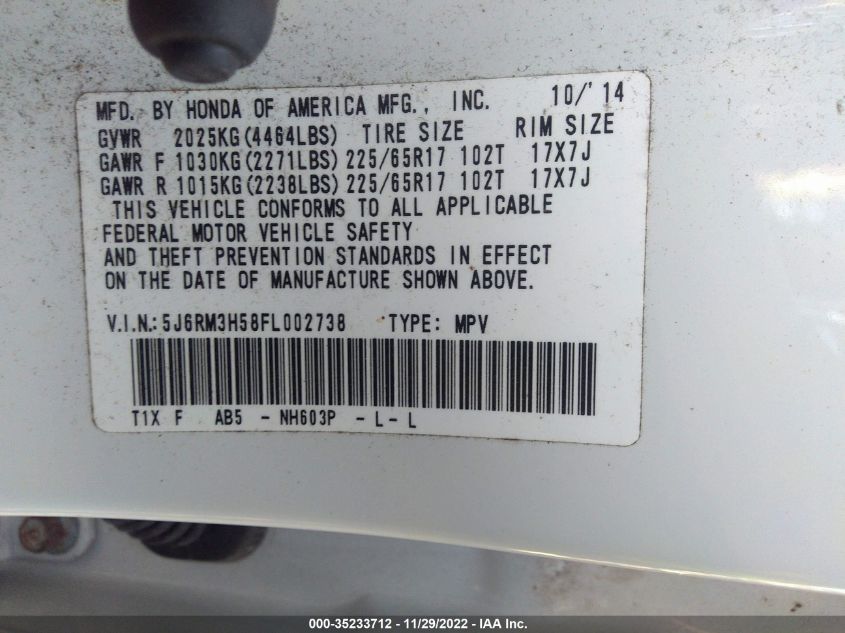 MFD. BY HONDA OF AMERICA MFG., INC. 10/'14
GVWR 2025KG(4464LBS) TIRE SIZE RIM SIZE
GAWR F 1030KG(2271LBS) 225/65R17 102T 17X7J
GAWR R 1015KG(2238LBS) 225/65R17 102T 17X7J
THIS VEHICLE CONFORMS TO ALL APPLICABLE
FEDERAL MOTOR VEHICLE SAFETY
AND THEFT PREVENTION STANDARDS IN EFFECT
ON THE DATE OF MANUFACTURE SHOWN ABOVE.
V.I.N.: 5J6RM3H58FL002738 TYPE: MPV
T1X F AB5 - NH603P - L - L
000-35233712 - 11/29/2022 - IAA Inc.